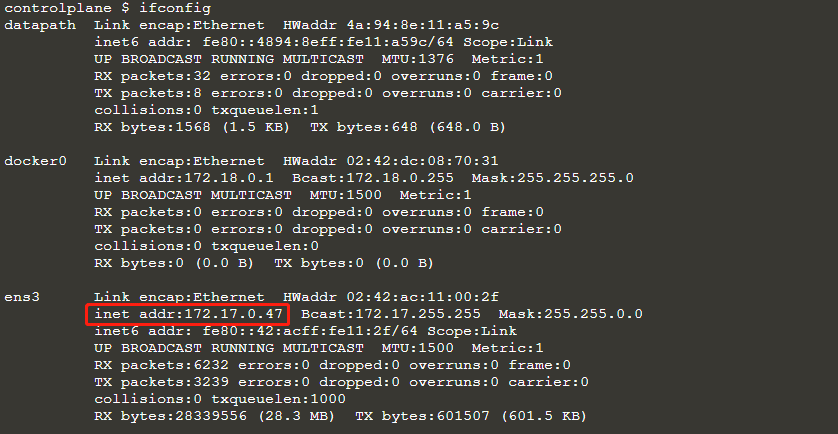 controlplane $ ifconfig
datapath  Link encap:Ethernet  HWaddr 4a:94:8e:11:a5:9c
          inet6 addr: fe80::4894:8eff:fe11:a59c/64 Scope:Link
          UP BROADCAST RUNNING MULTICAST  MTU:1376  Metric:1
          RX packets:32 errors:0 dropped:0 overruns:0 frame:0
          TX packets:8 errors:0 dropped:0 overruns:0 carrier:0
          collisions:0 txqueuelen:1
          RX bytes:1568 (1.5 KB)  TX bytes:648 (648.0 B)

docker0   Link encap:Ethernet  HWaddr 02:42:dc:08:70:31
          inet addr:172.18.0.1  Bcast:172.18.0.255  Mask:255.255.255.0
          UP BROADCAST MULTICAST  MTU:1500  Metric:1
          RX packets:0 errors:0 dropped:0 overruns:0 frame:0
          TX packets:0 errors:0 dropped:0 overruns:0 carrier:0
          collisions:0 txqueuelen:0
          RX bytes:0 (0.0 B)  TX bytes:0 (0.0 B)

ens3      Link encap:Ethernet  HWaddr 02:42:ac:11:00:2f
          inet addr:172.17.0.47  Bcast:172.17.255.255  Mask:255.255.0.0
          inet6 addr: fe80::42:acff:fe11:2f/64 Scope:Link
          UP BROADCAST RUNNING MULTICAST  MTU:1500  Metric:1
          RX packets:6232 errors:0 dropped:0 overruns:0 frame:0
          TX packets:3239 errors:0 dropped:0 overruns:0 carrier:0
          collisions:0 txqueuelen:1000
          RX bytes:28339556 (28.3 MB)  TX bytes:601507 (601.5 KB)